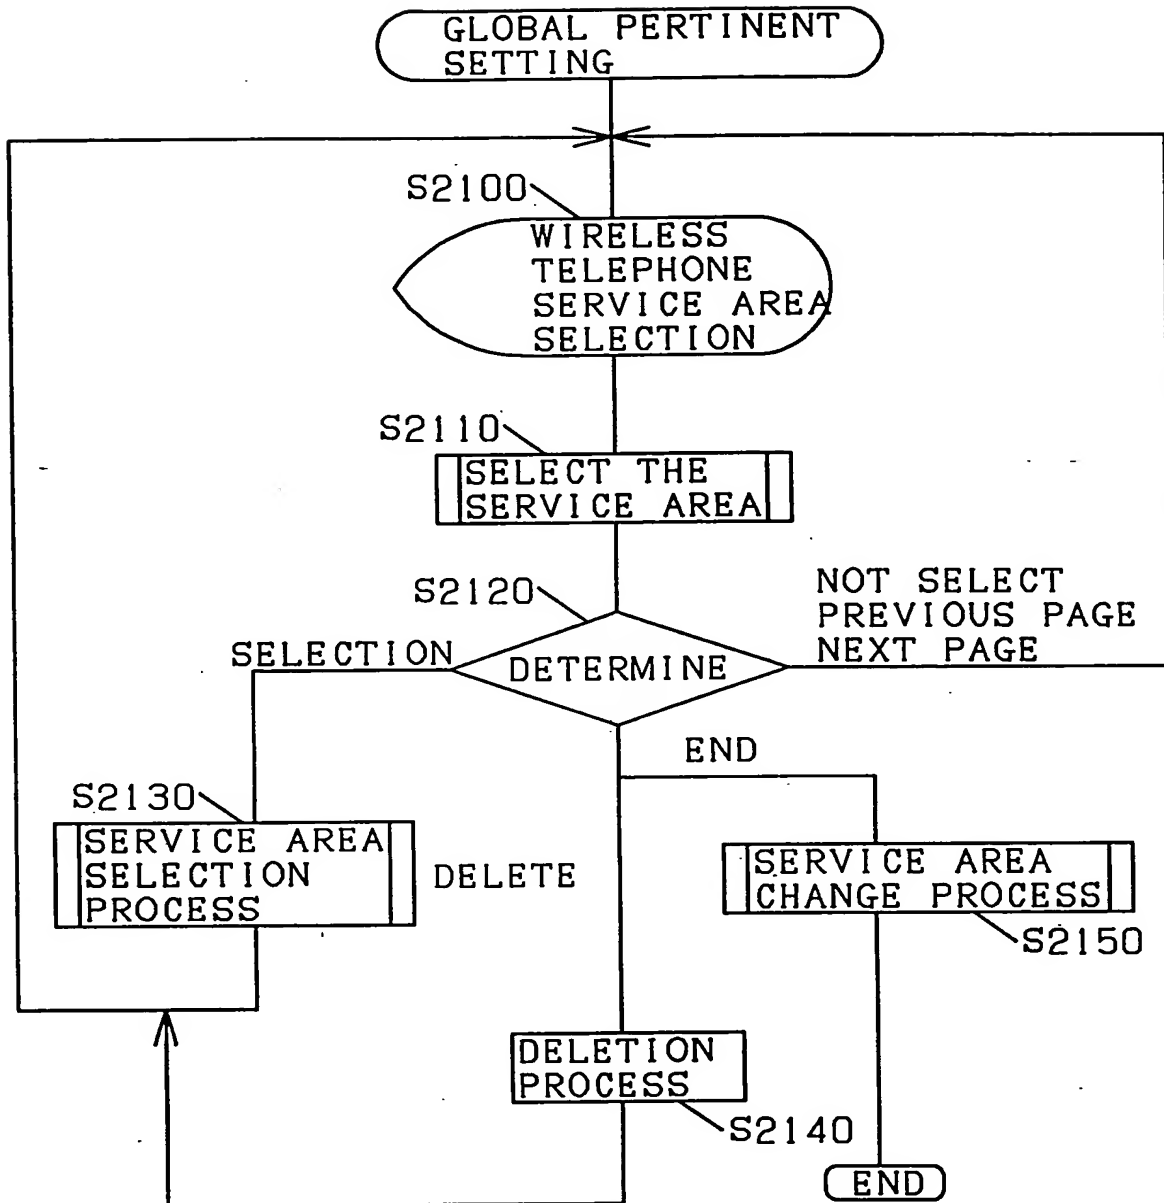 GLOBAL PERTINENT
SETTING
S2100
WIRELESS
TELEPHONE
SERVICE AREA
SELECTION
S2110
SELECT THE
SERVICE AREA
S2120
NOT SELECT
PREVIOUS PAGE
NEXT PAGE
SELECTION
DETERMINE
END
S2130
SERVICE AREA
SELECTION
PROCESS
DELETE
SERVICE AREA
CHANGE PROCESS
S2150
DELETION
PROCESS
S2140
END